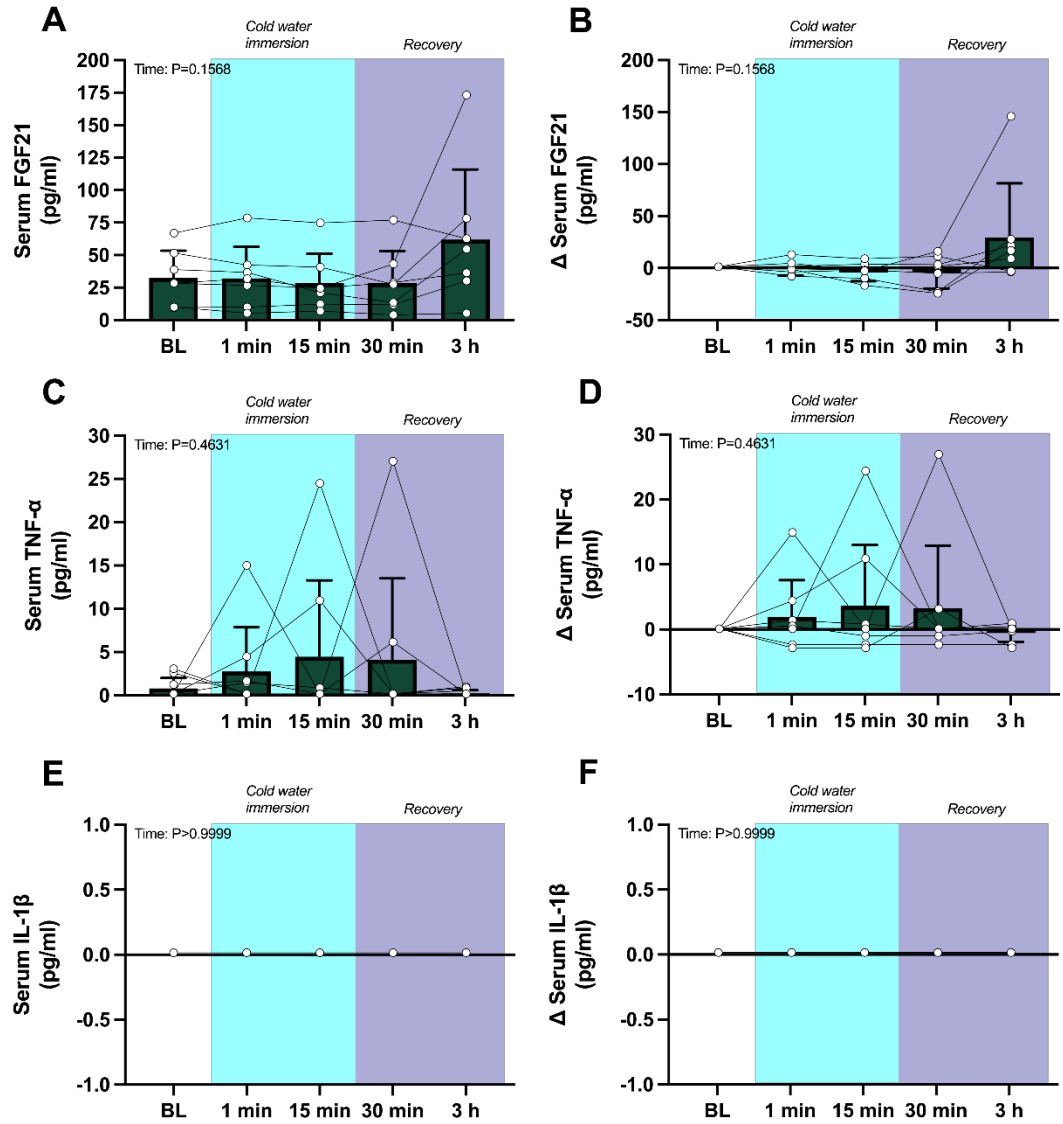 A
Cold water
immersion
Recovery
Time: P=0.1568
Serum FGF21
(pg/ml)
200
175
150
125
100
75
50
25
0
BL
1 min
15 min
30 min
3 h
B
Cold water
immersion
Recovery
Time: P=0.1568
Δ Serum FGF21
(pg/ml)
200
150
100
50
0
-50
BL
1 min
15 min
30 min
3 h
C
Cold water
immersion
Recovery
Time: P=0.4631
Serum TNF-α
(pg/ml)
30
25
20
15
10
5
0
BL
1 min
15 min
30 min
3 h
D
Cold water
immersion
Recovery
Time: P=0.4631
Δ Serum TNF-α
(pg/ml)
30
20
10
0
-10
BL
1 min
15 min
30 min
3 h
E
Cold water
immersion
Recovery
Time: P>0.9999
Serum IL-1β
(pg/ml)
1.0
0.5
0.0
-0.5
-1.0
BL
1 min
15 min
30 min
3 h
F
Cold water
immersion
Recovery
Time: P>0.9999
Δ Serum IL-1β
(pg/ml)
1.0
0.5
0.0
-0.5
-1.0
BL
1 min
15 min
30 min
3 h